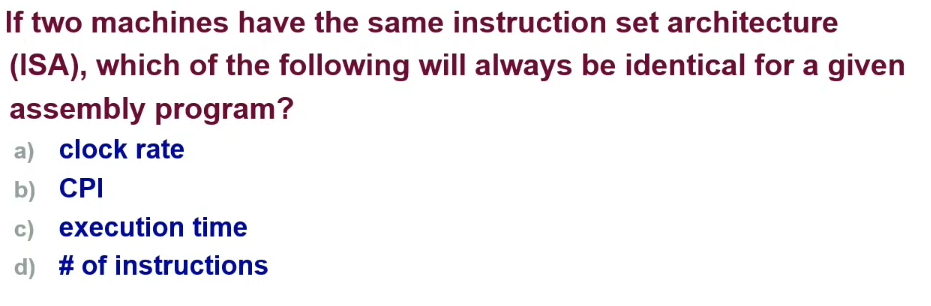 If two machines have the same instruction set architecture
(ISA), which of the following will always be identical for a given
assembly program?
a) clock rate
b) CPI
c) execution time
d) # of instructions